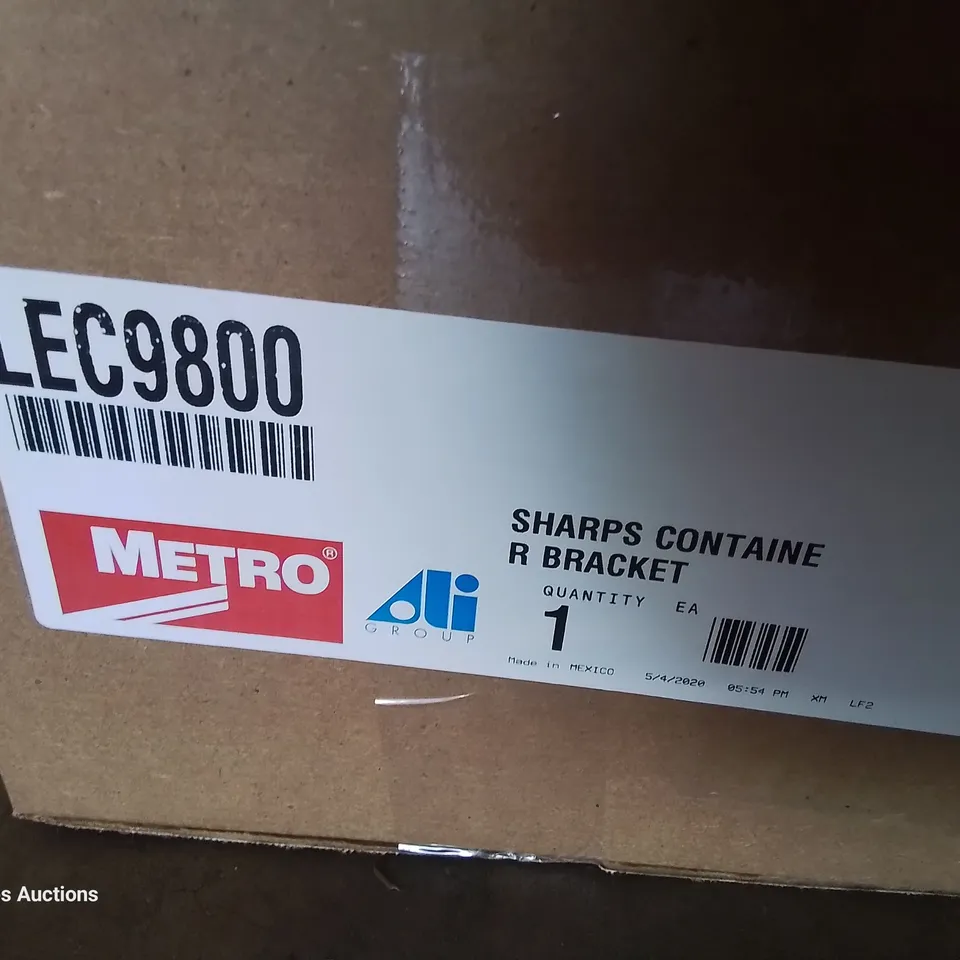 LEC9800
METRO®
ali
GROUP
SHARPS CONTAINE
R BRACKET
QUANTITY EA
1
Made in MEXICO 5/4/2020 05:54 PM XM LF2
s Auctions